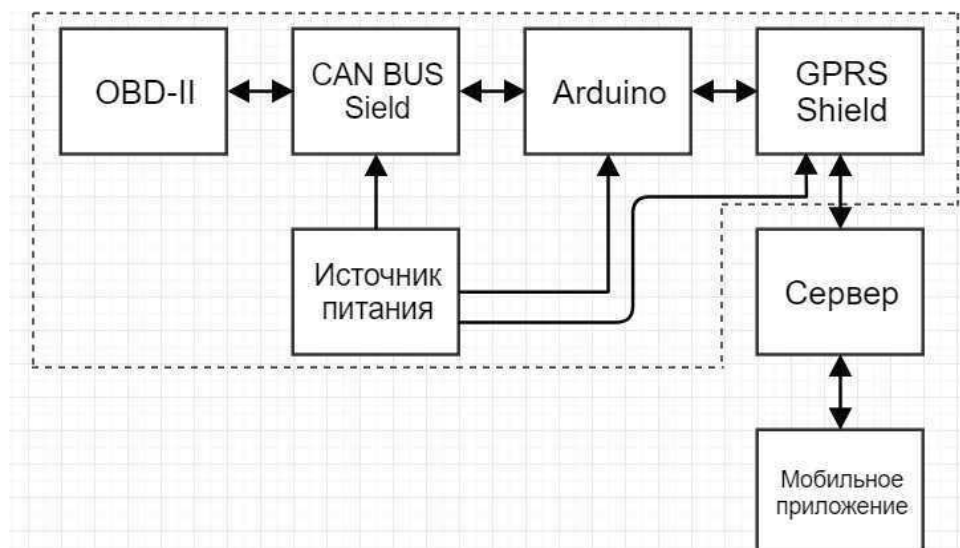 OBD-II
CAN BUS
Sield
Arduino
GPRS
Shield
Источник
питания
Сервер
Мобильное
приложение